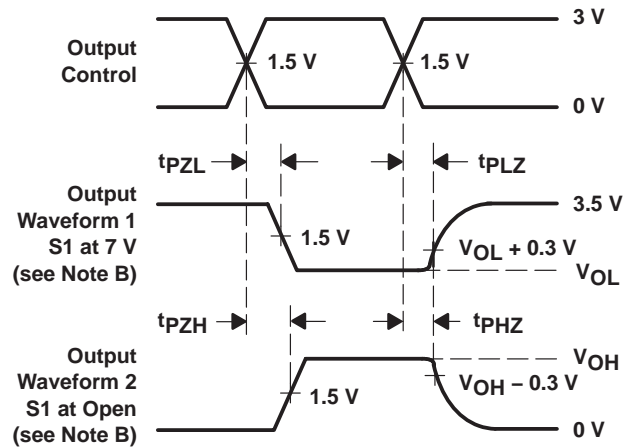 3 V
Output
Control
1.5 V
1.5 V
0 V
tPZL
tPLZ
Output
Waveform 1
S1 at 7 V
(see Note B)
3.5 V
1.5 V
VOL + 0.3 V
VOL
tPZH
tPHZ
Output
Waveform 2
S1 at Open
(see Note B)
VOH
1.5 V
VOH − 0.3 V
0 V